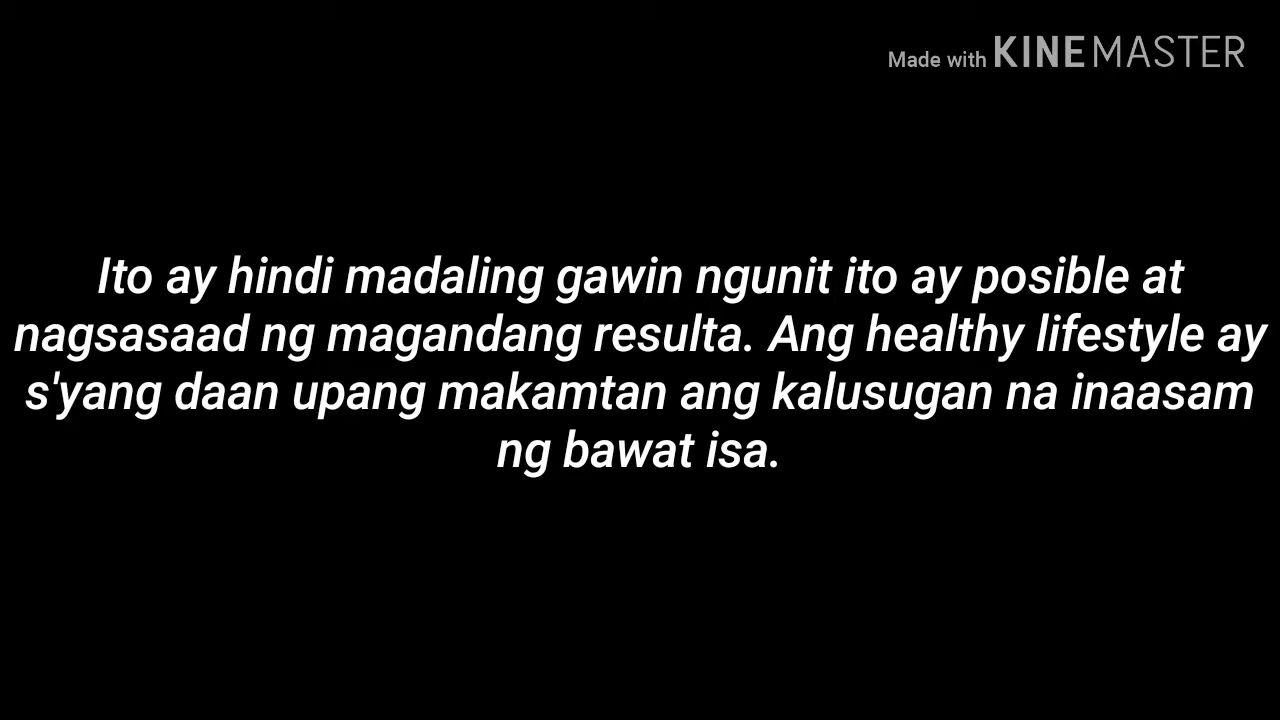 Made with KINEMASTER
Ito ay hindi madaling gawin ngunit ito ay posible at
nagsasaad ng magandang resulta. Ang healthy lifestyle ay
s'yang daan upang makamtan ang kalusugan na inaasam
ng bawat isa.